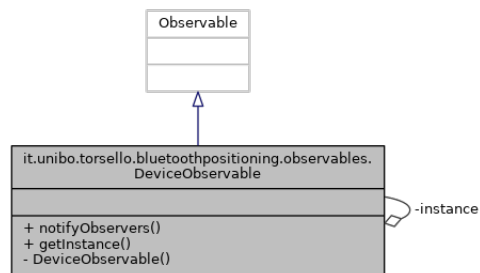 Observable
it.unibo.torsello.bluetoothpositioning.observables.
DeviceObservable
-instance
+ notifyObservers()
+ getInstance()
- DeviceObservable()